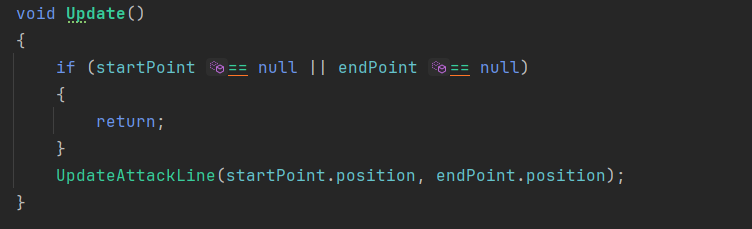 void Update()
{
if (startPoint == null || endPoint == null)
{
return;
}
UpdateAttackLine(startPoint.position, endPoint.position);
}